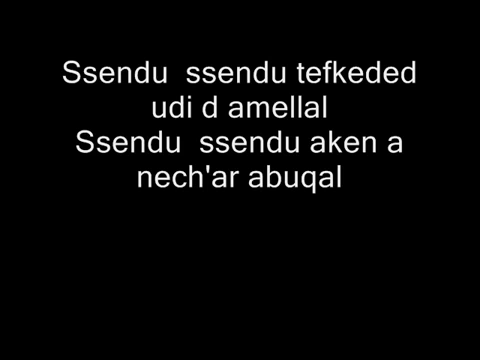 Ssendu  ssendu tefkeded
udi d amellal
Ssendu  ssendu aken a
nech'ar abuqal